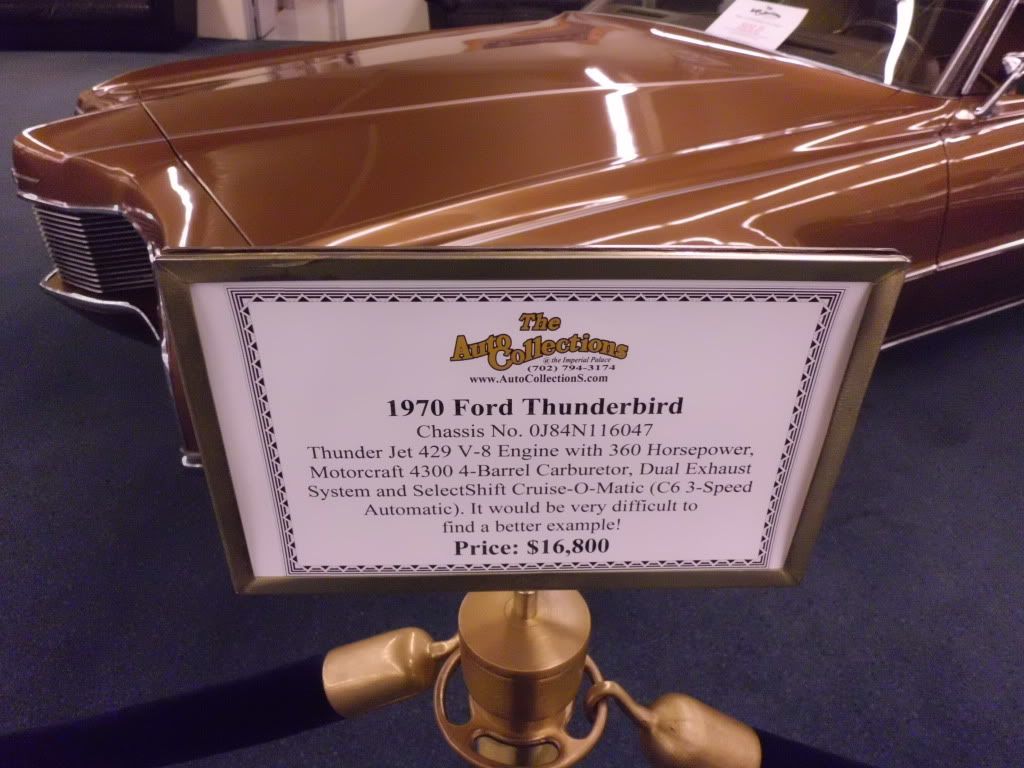 The
Auto Collections
@ the Imperial Palace
(702) 794-3174
www.AutoCollectionS.com
1970 Ford Thunderbird
Chassis No. 0J84N116047
Thunder Jet 429 V-8 Engine with 360 Horsepower,
Motorcraft 4300 4-Barrel Carburetor, Dual Exhaust
System and SelectShift Cruise-O-Matic (C6 3-Speed
Automatic). It would be very difficult to
find a better example!
Price: $16,800